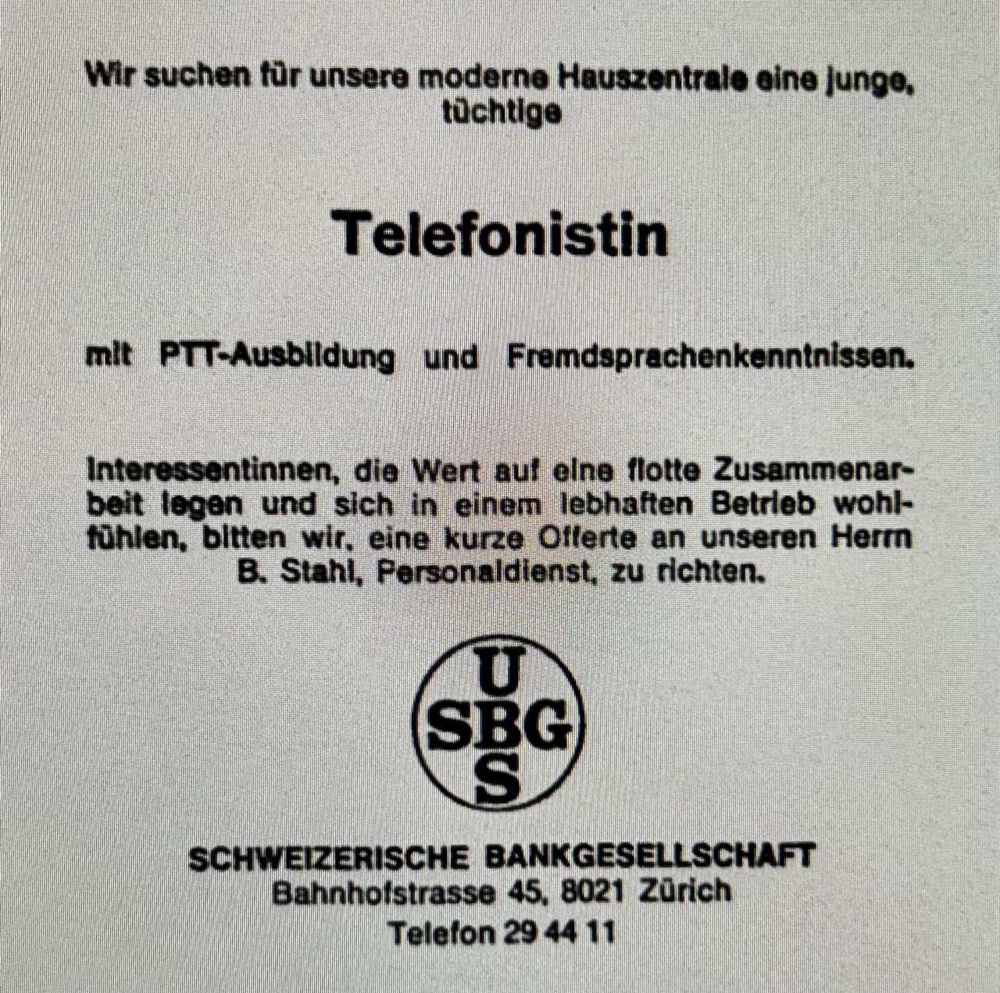 Wir suchen für unsere moderne Hauszentrale eine junge,
tüchtige
Telefonistin
mit PTT-Ausbildung und Fremdsprachenkenntnissen.
Interessentinnen, die Wert auf eine flotte Zusammenar-
beit legen und sich in einem lebhaften Betrieb wohl-
fühlen, bitten wir, eine kurze Offerte an unseren Herrn
B. Stahl, Personaldienst, zu richten.
U
SBG
S
SCHWEIZERISCHE BANKGESELLSCHAFT
Bahnhofstrasse 45, 8021 Zürich
Telefon 29 44 11